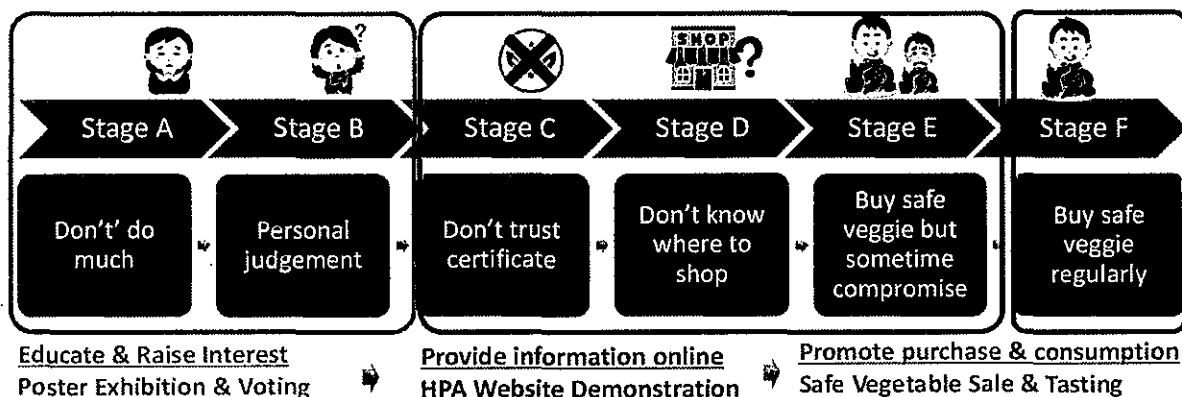 SHOP
?
?
Stage A
Stage B
Stage C
Stage D
Stage E
Stage F
Don't' do
much
Personal
judgement
Don't trust
certificate
Don't know
where to
shop
Buy safe
veggie but
sometime
compromise
Buy safe
veggie
regularly
Educate & Raise Interest
Poster Exhibition & Voting
Provide information online
HPA Website Demonstration
Promote purchase & consumption
Safe Vegetable Sale & Tasting